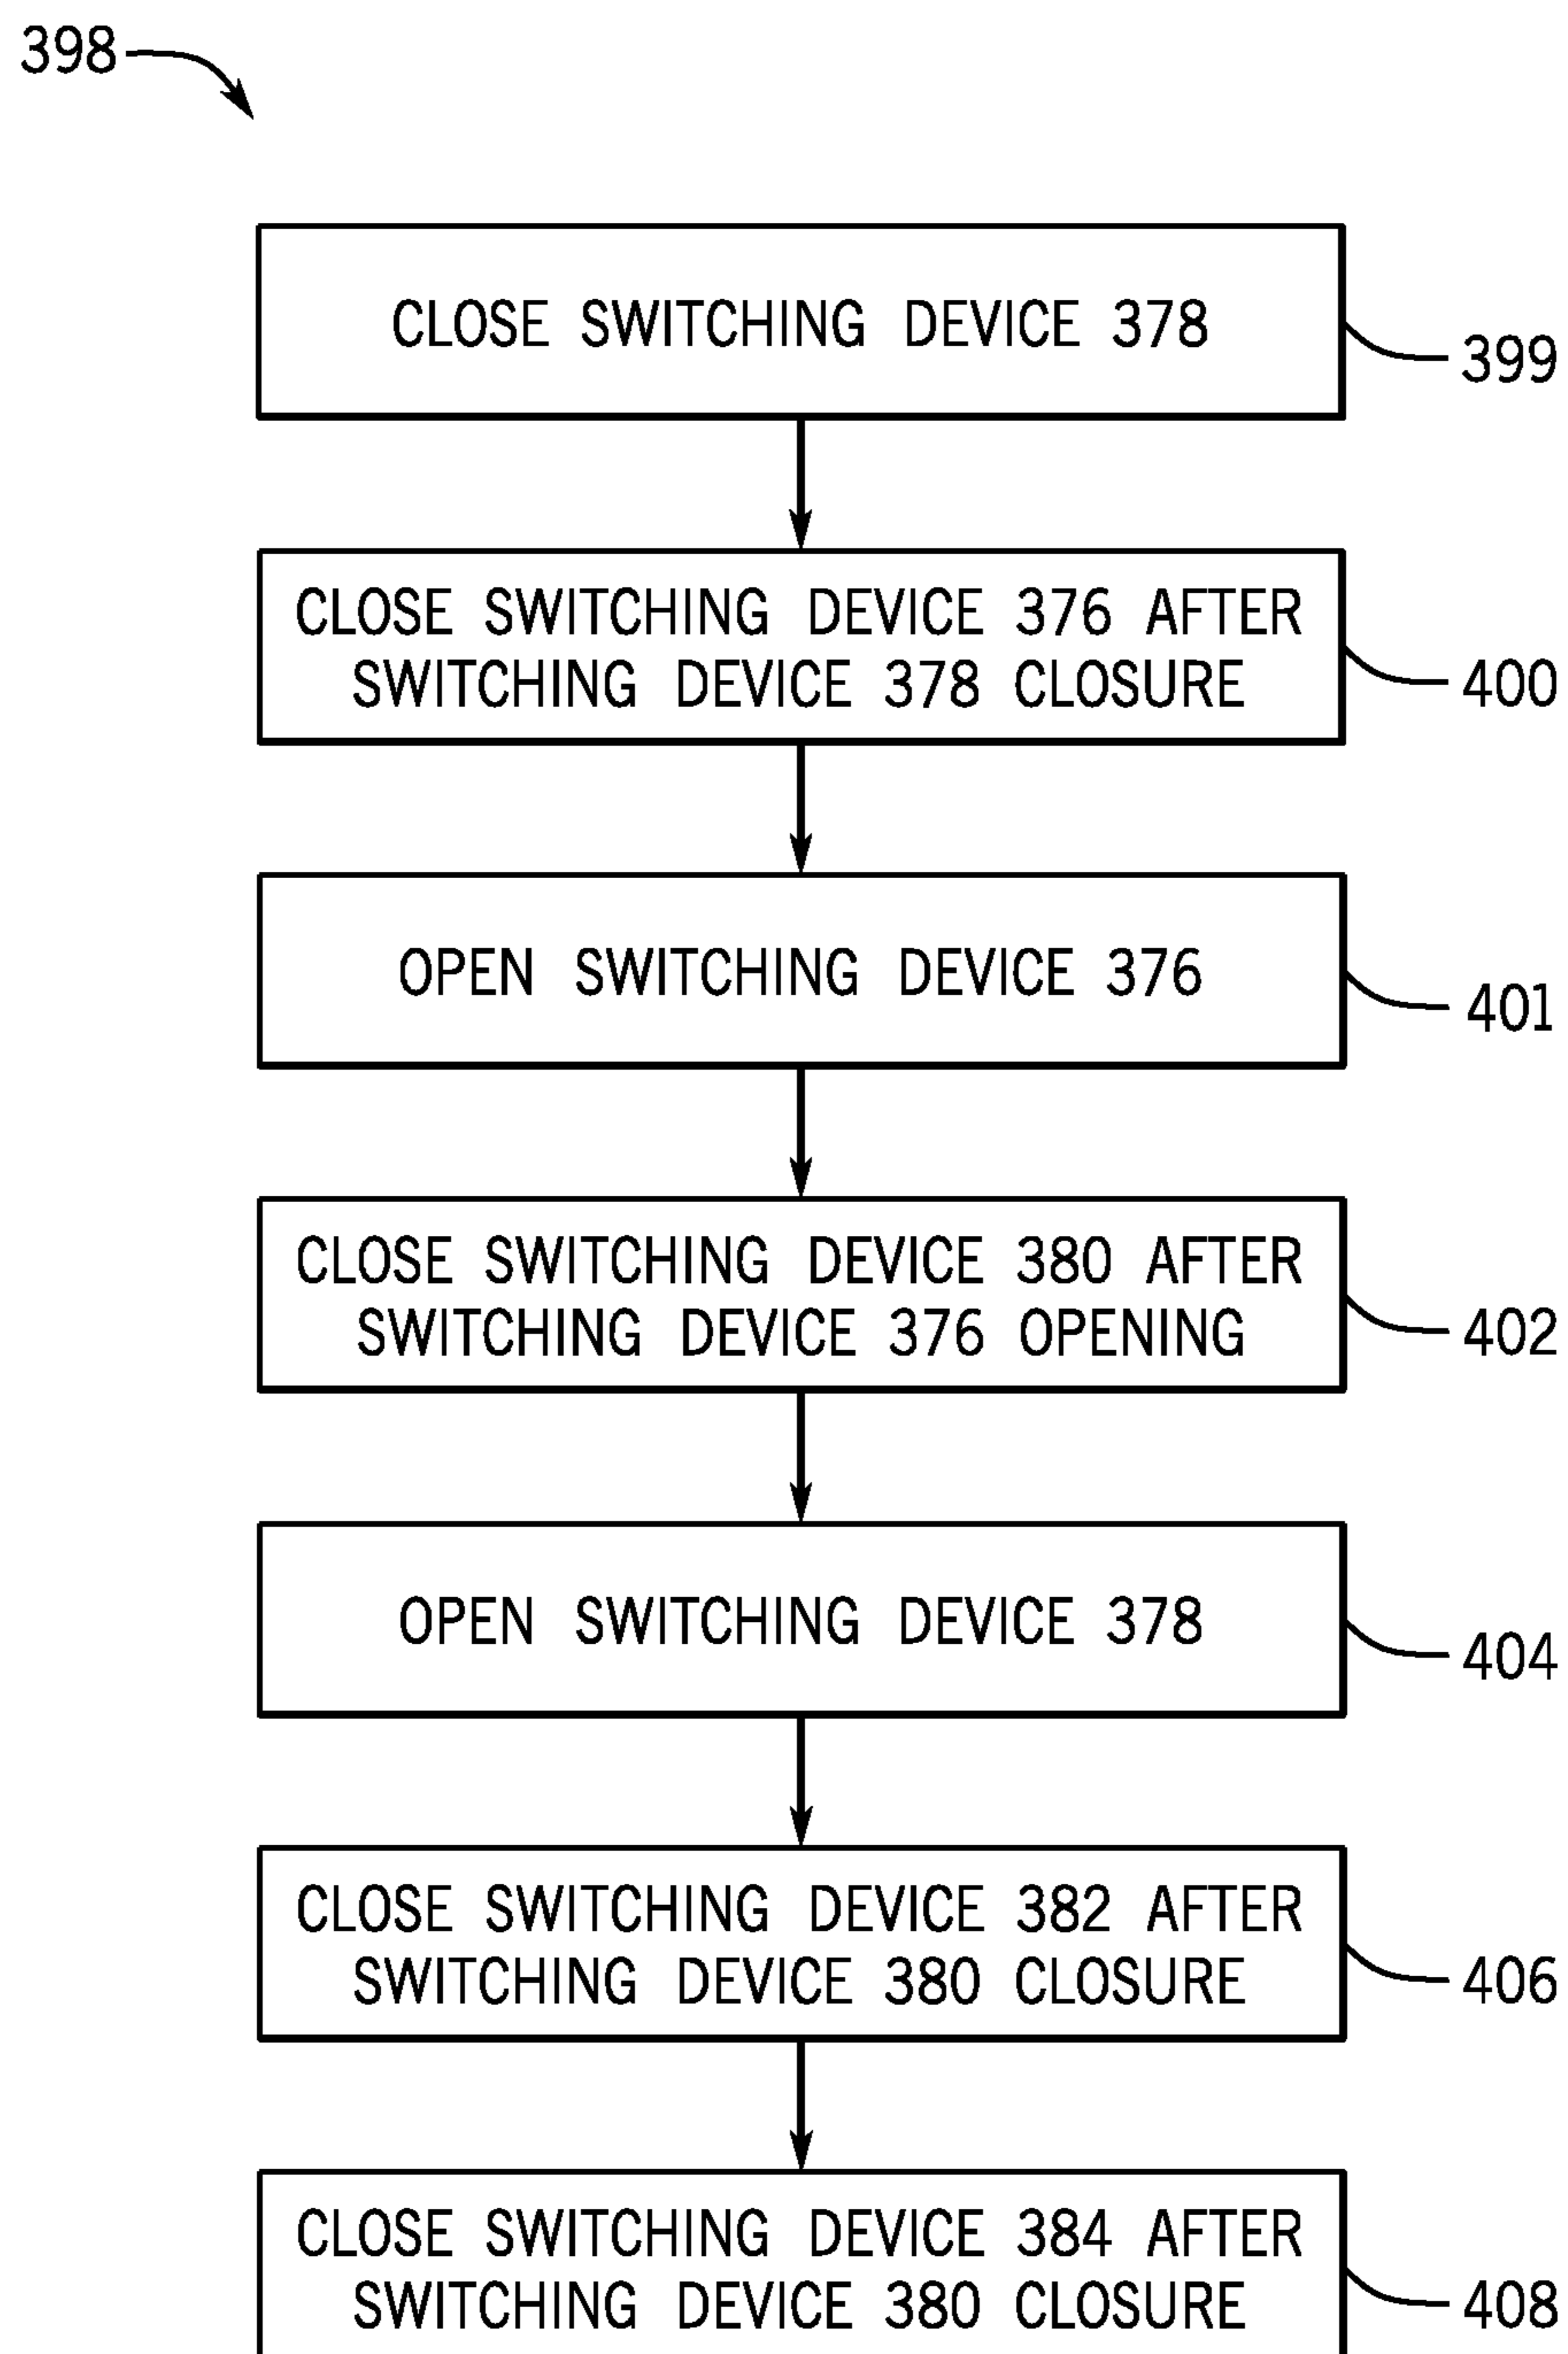 398
CLOSE SWITCHING DEVICE 378
399
CLOSE SWITCHING DEVICE 376 AFTER
SWITCHING DEVICE 378 CLOSURE
400
OPEN SWITCHING DEVICE 376
401
CLOSE SWITCHING DEVICE 380 AFTER
SWITCHING DEVICE 376 OPENING
402
OPEN SWITCHING DEVICE 378
404
CLOSE SWITCHING DEVICE 382 AFTER
SWITCHING DEVICE 380 CLOSURE
406
CLOSE SWITCHING DEVICE 384 AFTER
SWITCHING DEVICE 380 CLOSURE
408